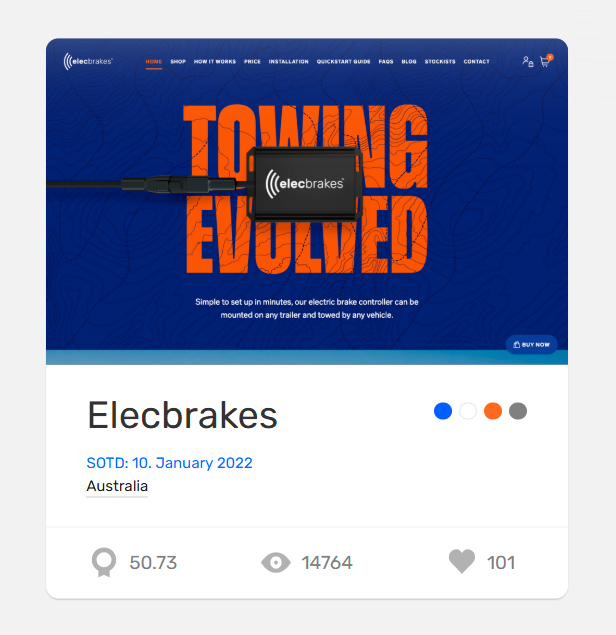 elecbrakes
HOME SHOP HOW IT WORKS PRICE INSTALLATION QUICKSTART GUIDE FAQS BLOG STOCKISTS CONTACT
TOWING
elecbrakes™
EVOLVED
Simple to set up in minutes, our electric brake controller can be
mounted on any trailer and towed by any vehicle.
BUY NOW
Elecbrakes
SOTD: 10. January 2022
Australia
50.73 14764 101